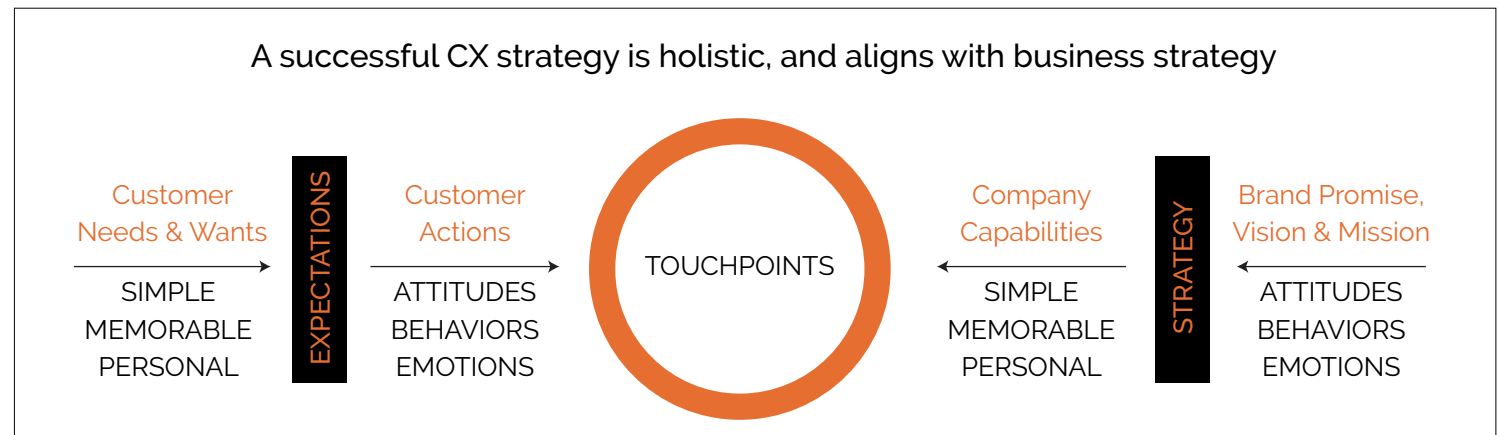 A successful CX strategy is holistic, and aligns with business strategy
Customer
Needs & Wants
SIMPLE
MEMORABLE
PERSONAL
EXPECTATIONS
Customer
Actions
ATTITUDES
BEHAVIORS
EMOTIONS
TOUCHPOINTS
Company
Capabilities
SIMPLE
MEMORABLE
PERSONAL
STRATEGY
Brand Promise,
Vision & Mission
ATTITUDES
BEHAVIORS
EMOTIONS